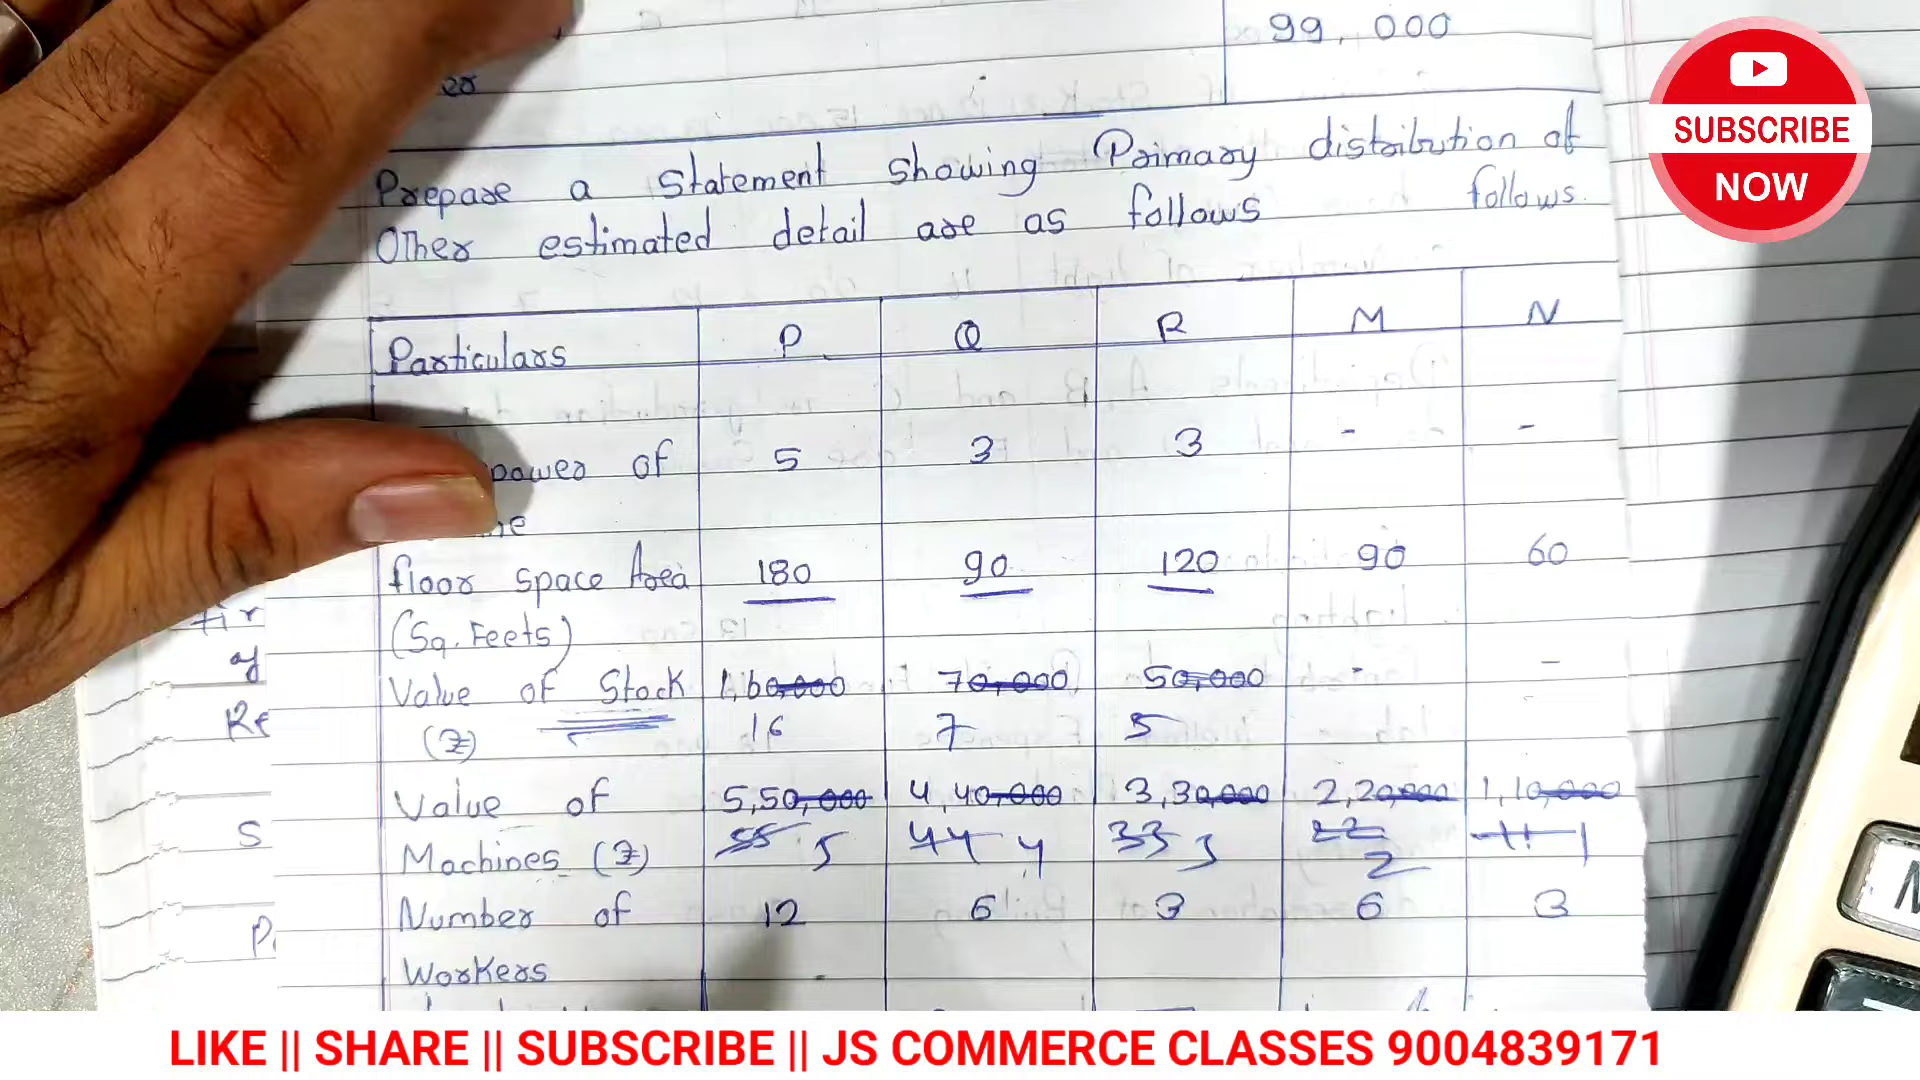 99,000
SUBSCRIBE
NOW
Prepare a Statement showing Primary distribution of
follows.
Other estimated detail are as follows
Particulars P Q R M N
power of 5 3 3 - -
floor space Area 180 90 120 90 60
(Sq. Feets)
Value of Stock 1,60,000 70,000 50,000 - -
(₹) 16 7 5
Value of 5,50,000 4,40,000 3,30,000 2,20,000 1,10,000
Machines (₹) 55 5 44 4 33 3 22 2 11 1
Number of 12 6 3 6 3
Workers
LIKE || SHARE || SUBSCRIBE || JS COMMERCE CLASSES 9004839171